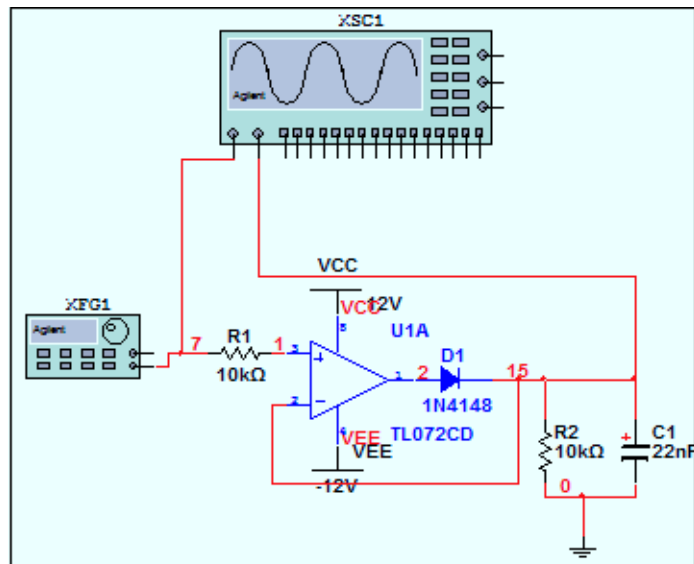 XSC1
Agilent
VCC
VCC 12V
XFG1
Agilent
7
R1
10kΩ
1
3
8
U1A
1
2
D1
1N4148
15
2
4
TL072CD
VEE
VEE
-12V
R2
10kΩ
0
C1
22nF